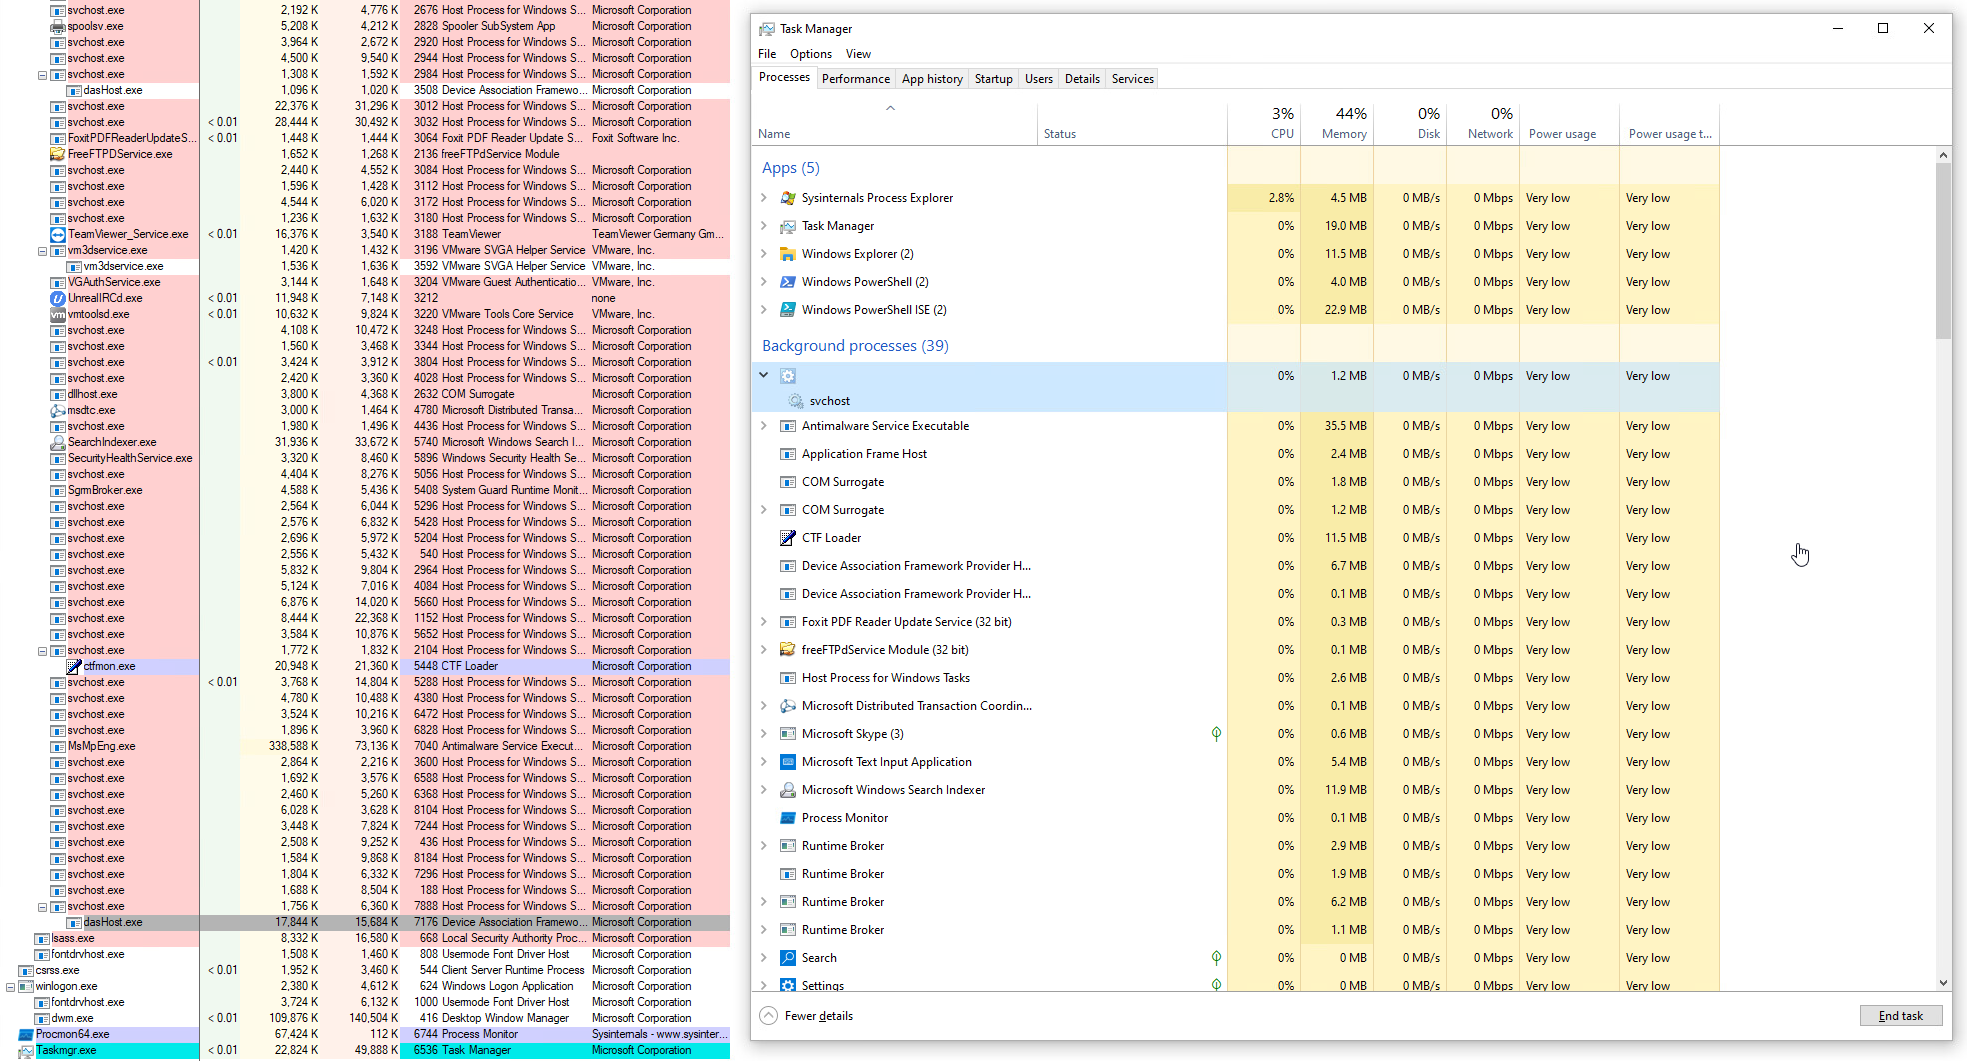 svchost.exe 2,192 K 4,776 K 2676 Host Process for Windows S... Microsoft Corporation
spoolsv.exe 5,208 K 4,212 K 2828 Spooler SubSystem App Microsoft Corporation
svchost.exe 3,964 K 2,672 K 2920 Host Process for Windows S... Microsoft Corporation
svchost.exe 4,500 K 9,540 K 2944 Host Process for Windows S... Microsoft Corporation
svchost.exe 1,308 K 1,592 K 2984 Host Process for Windows S... Microsoft Corporation
dasHost.exe 1,096 K 1,020 K 3508 Device Association Framewo... Microsoft Corporation
svchost.exe 22,376 K 31,296 K 3012 Host Process for Windows S... Microsoft Corporation
svchost.exe < 0.01 28,444 K 30,492 K 3032 Host Process for Windows S... Microsoft Corporation
FoxitPDFReaderUpdateS... < 0.01 1,448 K 1,444 K 3064 Foxit PDF Reader Update S... Foxit Software Inc.
FreeFTPDService.exe 1,652 K 1,268 K 2136 freeFTPdService Module
svchost.exe 2,440 K 4,552 K 3084 Host Process for Windows S... Microsoft Corporation
svchost.exe 1,596 K 1,428 K 3112 Host Process for Windows S... Microsoft Corporation
svchost.exe 4,544 K 6,020 K 3172 Host Process for Windows S... Microsoft Corporation
svchost.exe 1,236 K 1,632 K 3180 Host Process for Windows S... Microsoft Corporation
TeamViewer_Service.exe < 0.01 16,376 K 3,540 K 3188 TeamViewer TeamViewer Germany Gm...
vm3dservice.exe 1,420 K 1,432 K 3196 VMware SVGA Helper Service VMware, Inc.
vm3dservice.exe 1,536 K 1,636 K 3592 VMware SVGA Helper Service VMware, Inc.
VGAuthService.exe 3,144 K 1,648 K 3204 VMware Guest Authenticatio... VMware, Inc.
UnrealIRCd.exe < 0.01 11,948 K 7,148 K 3212 none
vmtoolsd.exe < 0.01 10,632 K 9,824 K 3220 VMware Tools Core Service VMware, Inc.
svchost.exe 4,108 K 10,472 K 3248 Host Process for Windows S... Microsoft Corporation
svchost.exe 1,560 K 3,468 K 3344 Host Process for Windows S... Microsoft Corporation
svchost.exe < 0.01 3,424 K 3,912 K 3804 Host Process for Windows S... Microsoft Corporation
svchost.exe 2,420 K 3,360 K 4028 Host Process for Windows S... Microsoft Corporation
dllhost.exe 3,800 K 4,368 K 2632 COM Surrogate Microsoft Corporation
msdtc.exe 3,000 K 1,464 K 4780 Microsoft Distributed Transa... Microsoft Corporation
svchost.exe 1,980 K 1,496 K 4436 Host Process for Windows S... Microsoft Corporation
SearchIndexer.exe 31,936 K 33,672 K 5740 Microsoft Windows Search I... Microsoft Corporation
SecurityHealthService.exe 3,320 K 8,460 K 5896 Windows Security Health Se... Microsoft Corporation
svchost.exe 4,404 K 8,276 K 5056 Host Process for Windows S... Microsoft Corporation
SgrmBroker.exe 4,588 K 5,436 K 5408 System Guard Runtime Monit... Microsoft Corporation
svchost.exe 2,564 K 6,044 K 5296 Host Process for Windows S... Microsoft Corporation
svchost.exe 2,576 K 6,832 K 5428 Host Process for Windows S... Microsoft Corporation
svchost.exe 2,696 K 5,972 K 5204 Host Process for Windows S... Microsoft Corporation
svchost.exe 2,556 K 5,432 K 540 Host Process for Windows S... Microsoft Corporation
svchost.exe 5,832 K 9,804 K 2964 Host Process for Windows S... Microsoft Corporation
svchost.exe 5,124 K 7,016 K 4084 Host Process for Windows S... Microsoft Corporation
svchost.exe 6,876 K 14,020 K 5660 Host Process for Windows S... Microsoft Corporation
svchost.exe 8,444 K 22,368 K 1152 Host Process for Windows S... Microsoft Corporation
svchost.exe 3,584 K 10,876 K 5652 Host Process for Windows S... Microsoft Corporation
svchost.exe 1,772 K 1,832 K 2104 Host Process for Windows S... Microsoft Corporation
ctfmon.exe 20,948 K 21,360 K 5448 CTF Loader Microsoft Corporation
svchost.exe < 0.01 3,768 K 14,804 K 5288 Host Process for Windows S... Microsoft Corporation
svchost.exe 4,780 K 10,488 K 4380 Host Process for Windows S... Microsoft Corporation
svchost.exe 3,524 K 10,216 K 6472 Host Process for Windows S... Microsoft Corporation
svchost.exe 1,896 K 3,960 K 6828 Host Process for Windows S... Microsoft Corporation
MsMpEng.exe 338,588 K 73,136 K 7040 Antimalware Service Execut... Microsoft Corporation
svchost.exe 2,864 K 2,216 K 3600 Host Process for Windows S... Microsoft Corporation
svchost.exe 1,692 K 3,576 K 6588 Host Process for Windows S... Microsoft Corporation
svchost.exe 2,460 K 5,260 K 6368 Host Process for Windows S... Microsoft Corporation
svchost.exe 6,028 K 3,628 K 8104 Host Process for Windows S... Microsoft Corporation
svchost.exe 3,448 K 7,824 K 7244 Host Process for Windows S... Microsoft Corporation
svchost.exe 2,508 K 9,252 K 436 Host Process for Windows S... Microsoft Corporation
svchost.exe 1,584 K 9,868 K 8184 Host Process for Windows S... Microsoft Corporation
svchost.exe 1,804 K 6,332 K 7296 Host Process for Windows S... Microsoft Corporation
svchost.exe 1,688 K 8,504 K 188 Host Process for Windows S... Microsoft Corporation
svchost.exe 1,756 K 6,360 K 7888 Host Process for Windows S... Microsoft Corporation
dasHost.exe 17,844 K 15,684 K 7176 Device Association Framewo... Microsoft Corporation
lsass.exe 8,332 K 16,580 K 668 Local Security Authority Proc... Microsoft Corporation
fontdrvhost.exe 1,508 K 1,460 K 808 Usermode Font Driver Host Microsoft Corporation
csrss.exe < 0.01 1,952 K 3,460 K 544 Client Server Runtime Process Microsoft Corporation
winlogon.exe 2,380 K 4,612 K 624 Windows Logon Application Microsoft Corporation
fontdrvhost.exe 3,724 K 6,132 K 1000 Usermode Font Driver Host Microsoft Corporation
dwm.exe < 0.01 109,876 K 140,504 K 416 Desktop Window Manager Microsoft Corporation
Procmon64.exe 67,424 K 112 K 6744 Process Monitor Sysinternals - www.sysinter...
Taskmgr.exe < 0.01 22,824 K 49,888 K 6536 Task Manager Microsoft Corporation
Task Manager
File Options View
Processes Performance App history Startup Users Details Services
3% 44% 0% 0%
Name Status CPU Memory Disk Network Power usage Power usage t...
Apps (5)
Sysinternals Process Explorer 2.8% 4.5 MB 0 MB/s 0 Mbps Very low Very low
Task Manager 0% 19.0 MB 0 MB/s 0 Mbps Very low Very low
Windows Explorer (2) 0% 11.5 MB 0 MB/s 0 Mbps Very low Very low
Windows PowerShell (2) 0% 4.0 MB 0 MB/s 0 Mbps Very low Very low
Windows PowerShell ISE (2) 0% 22.9 MB 0 MB/s 0 Mbps Very low Very low
Background processes (39)
0% 1.2 MB 0 MB/s 0 Mbps Very low Very low
svchost
Antimalware Service Executable 0% 35.5 MB 0 MB/s 0 Mbps Very low Very low
Application Frame Host 0% 2.4 MB 0 MB/s 0 Mbps Very low Very low
COM Surrogate 0% 1.8 MB 0 MB/s 0 Mbps Very low Very low
COM Surrogate 0% 1.2 MB 0 MB/s 0 Mbps Very low Very low
CTF Loader 0% 11.5 MB 0 MB/s 0 Mbps Very low Very low
Device Association Framework Provider H... 0% 6.7 MB 0 MB/s 0 Mbps Very low Very low
Device Association Framework Provider H... 0% 0.1 MB 0 MB/s 0 Mbps Very low Very low
Foxit PDF Reader Update Service (32 bit) 0% 0.3 MB 0 MB/s 0 Mbps Very low Very low
freeFTPdService Module (32 bit) 0% 0.1 MB 0 MB/s 0 Mbps Very low Very low
Host Process for Windows Tasks 0% 2.6 MB 0 MB/s 0 Mbps Very low Very low
Microsoft Distributed Transaction Coordin... 0% 0.1 MB 0 MB/s 0 Mbps Very low Very low
Microsoft Skype (3) 0% 0.6 MB 0 MB/s 0 Mbps Very low Very low
Microsoft Text Input Application 0% 5.4 MB 0 MB/s 0 Mbps Very low Very low
Microsoft Windows Search Indexer 0% 11.9 MB 0 MB/s 0 Mbps Very low Very low
Process Monitor 0% 0.1 MB 0 MB/s 0 Mbps Very low Very low
Runtime Broker 0% 2.9 MB 0 MB/s 0 Mbps Very low Very low
Runtime Broker 0% 1.9 MB 0 MB/s 0 Mbps Very low Very low
Runtime Broker 0% 6.2 MB 0 MB/s 0 Mbps Very low Very low
Runtime Broker 0% 1.1 MB 0 MB/s 0 Mbps Very low Very low
Search 0% 0 MB 0 MB/s 0 Mbps Very low Very low
Settings 0% 0 MB 0 MB/s 0 Mbps Very low Very low
Fewer details End task